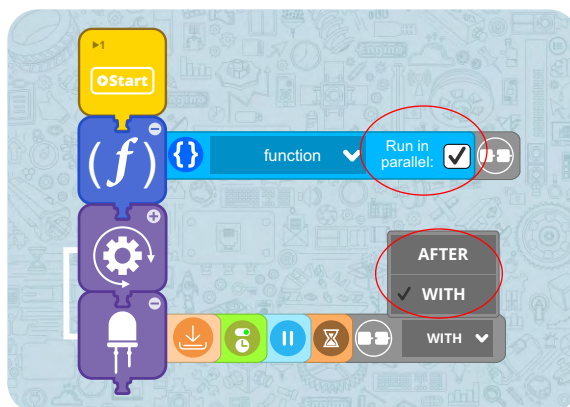 ▶1
Start
(f)
{}
function
Run in
parallel:
AFTER
WITH
WITH